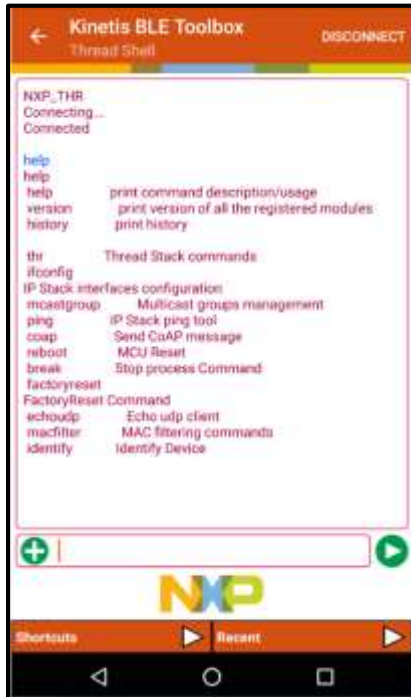 Kinetis BLE Toolbox
Thread Shell
DISCONNECT
NXP_THR
Connecting...
Connected
help
help
help print command description/usage
version print version of all the registered modules
history print history
thr Thread Stack commands
ifconfig
IP Stack interfaces configuration
mcastgroup Multicast groups management
ping IP Stack ping tool
coap Send CoAP message
reboot MCU Reset
break Stop process Command
factoryreset
FactoryReset Command
echoudp Echo udp client
macfilter MAC filtering commands
identify Identify Device
NXP
Shortcuts Recent